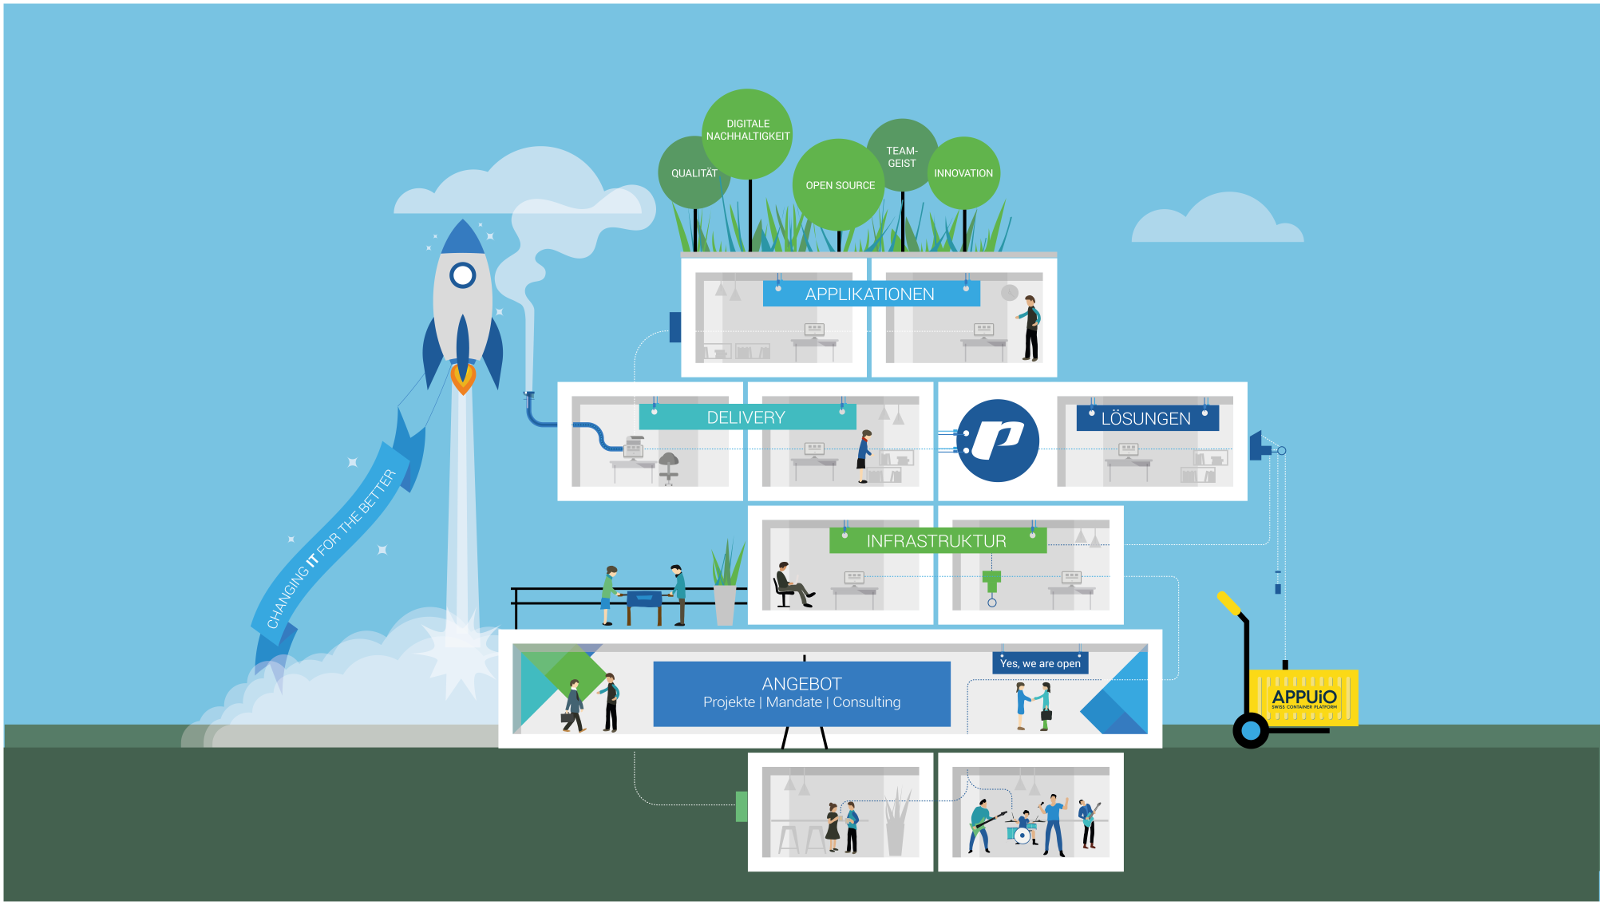 DIGITALE
NACHHALTIGKEIT
QUALITÄT
OPEN SOURCE
TEAM-
GEIST
INNOVATION
APPLIKATIONEN
DELIVERY
LÖSUNGEN
CHANGING IT FOR THE BETTER
INFRASTRUKTUR
Yes, we are open
ANGEBOT
Projekte | Mandate | Consulting
APPUiO
SWISS CONTAINER PLATFORM